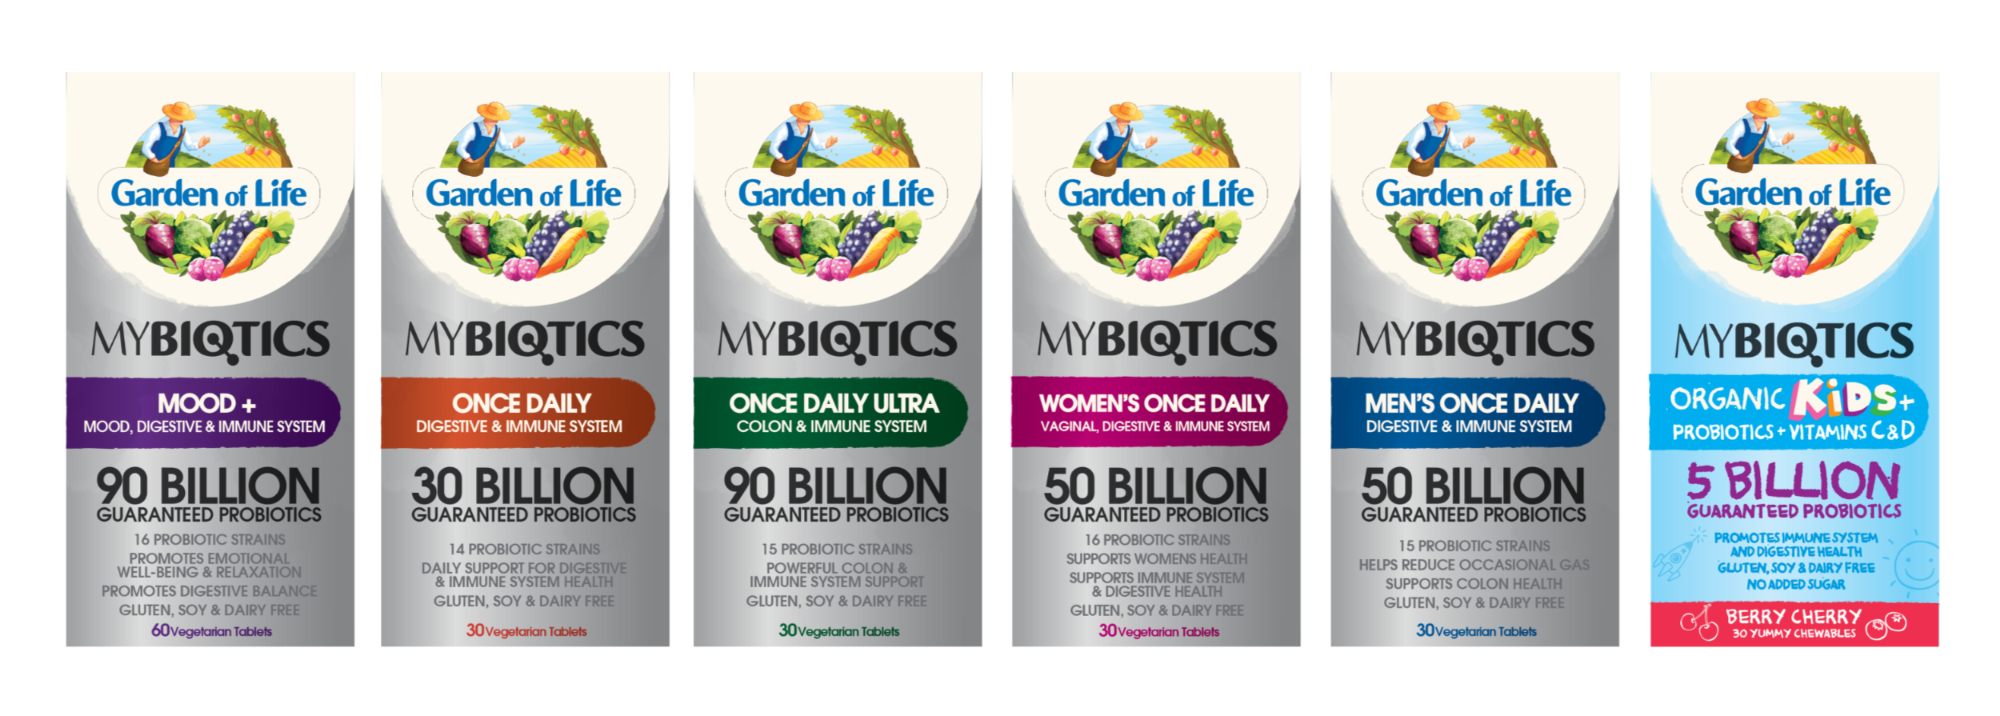 Garden of Life
MYBIOTICS
MOOD +
MOOD, DIGESTIVE & IMMUNE SYSTEM
90 BILLION
GUARANTEED PROBIOTICS
16 PROBIOTIC STRAINS
PROMOTES EMOTIONAL
WELL-BEING & RELAXATION
PROMOTES DIGESTIVE BALANCE
GLUTEN, SOY & DAIRY FREE
60 Vegetarian Tablets
Garden of Life
MYBIOTICS
ONCE DAILY
DIGESTIVE & IMMUNE SYSTEM
30 BILLION
GUARANTEED PROBIOTICS
14 PROBIOTIC STRAINS
DAILY SUPPORT FOR DIGESTIVE
& IMMUNE SYSTEM HEALTH
GLUTEN, SOY & DAIRY FREE
30 Vegetarian Tablets
Garden of Life
MYBIOTICS
ONCE DAILY ULTRA
COLON & IMMUNE SYSTEM
90 BILLION
GUARANTEED PROBIOTICS
15 PROBIOTIC STRAINS
POWERFUL COLON &
IMMUNE SYSTEM SUPPORT
GLUTEN, SOY & DAIRY FREE
30 Vegetarian Tablets
Garden of Life
MYBIOTICS
WOMEN'S ONCE DAILY
VAGINAL, DIGESTIVE & IMMUNE SYSTEM
50 BILLION
GUARANTEED PROBIOTICS
16 PROBIOTIC STRAINS
SUPPORTS WOMENS HEALTH
SUPPORTS IMMUNE SYSTEM
& DIGESTIVE HEALTH
GLUTEN, SOY & DAIRY FREE
30 Vegetarian Tablets
Garden of Life
MYBIOTICS
MEN'S ONCE DAILY
DIGESTIVE & IMMUNE SYSTEM
50 BILLION
GUARANTEED PROBIOTICS
15 PROBIOTIC STRAINS
HELPS REDUCE OCCASIONAL GAS
SUPPORTS COLON HEALTH
GLUTEN, SOY & DAIRY FREE
30 Vegetarian Tablets
Garden of Life
MYBIOTICS
ORGANIC KiDS+
PROBIOTICS + VITAMINS C & D
5 BILLION
GUARANTEED PROBIOTICS
PROMOTES IMMUNE SYSTEM
AND DIGESTIVE HEALTH
GLUTEN, SOY & DAIRY FREE
NO ADDED SUGAR
BERRY CHERRY
30 YUMMY CHEWABLES